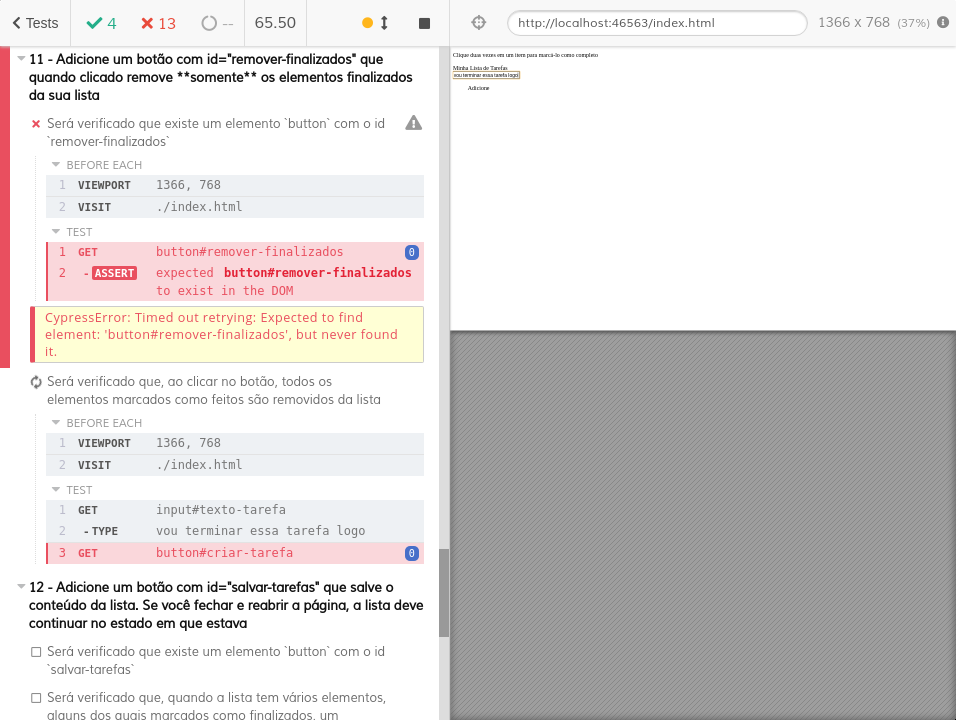 Tests
4
13
--
65.50
http://localhost:46563/index.html
1366 x 768 (37%)
11 - Adicione um botão com id="remover-finalizados" que
quando clicado remove **somente** os elementos finalizados
da sua lista
Será verificado que existe um elemento `button` com o id
`remover-finalizados`
BEFORE EACH
1 VIEWPORT 1366, 768
2 VISIT ./index.html
TEST
1 GET button#remover-finalizados 0
2 -ASSERT expected button#remover-finalizados
to exist in the DOM
CypressError: Timed out retrying: Expected to find
element: 'button#remover-finalizados', but never found
it.
Será verificado que, ao clicar no botão, todos os
elementos marcados como feitos são removidos da lista
BEFORE EACH
1 VIEWPORT 1366, 768
2 VISIT ./index.html
TEST
1 GET input#texto-tarefa
2 -TYPE vou terminar essa tarefa logo
3 GET button#criar-tarefa 0
12 - Adicione um botão com id="salvar-tarefas" que salve o
conteúdo da lista. Se você fechar e reabrir a página, a lista deve
continuar no estado em que estava
Será verificado que existe um elemento `button` com o id
`salvar-tarefas`
Será verificado que, quando a lista tem vários elementos,
alguns dos quais marcados como finalizados, um
Clique duas vezes em um item para marcá-lo como completo
Minha Lista de Tarefas
vou terminar essa tarefa logo
Adicione